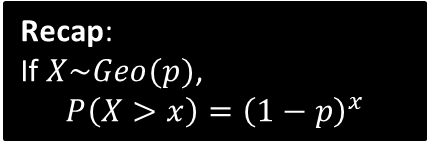 Recap:
If X~Geo(p),
P(X > x) = (1 − p)ˣ